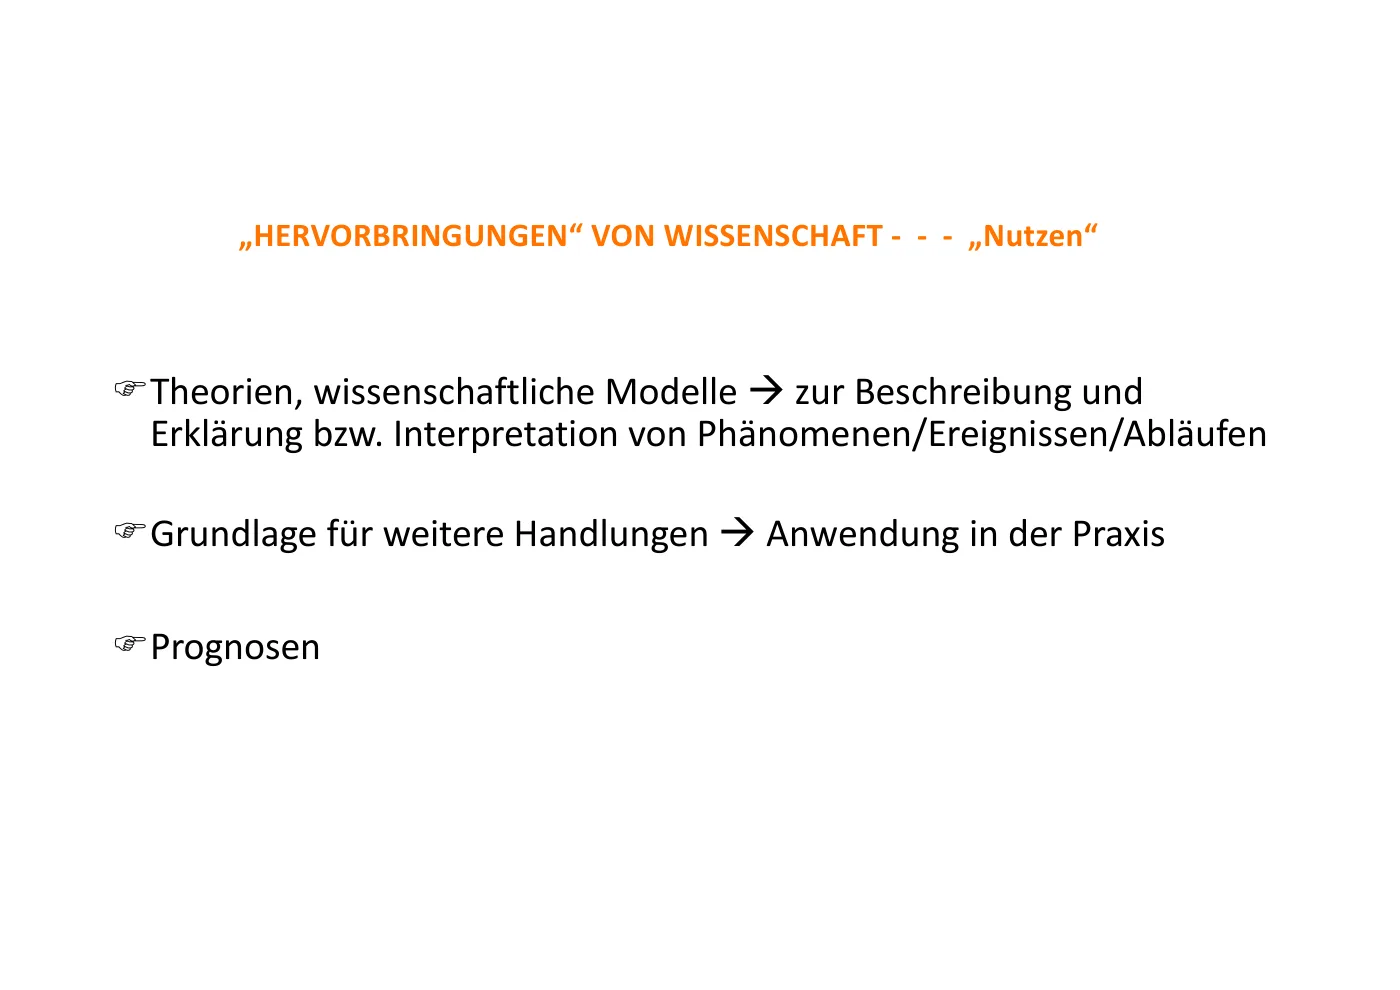 „HERVORBRINGUNGEN“ VON WISSENSCHAFT - - - „Nutzen“
☞Theorien, wissenschaftliche Modelle → zur Beschreibung und
Erklärung bzw. Interpretation von Phänomenen/Ereignissen/Abläufen
☞Grundlage für weitere Handlungen → Anwendung in der Praxis
☞Prognosen